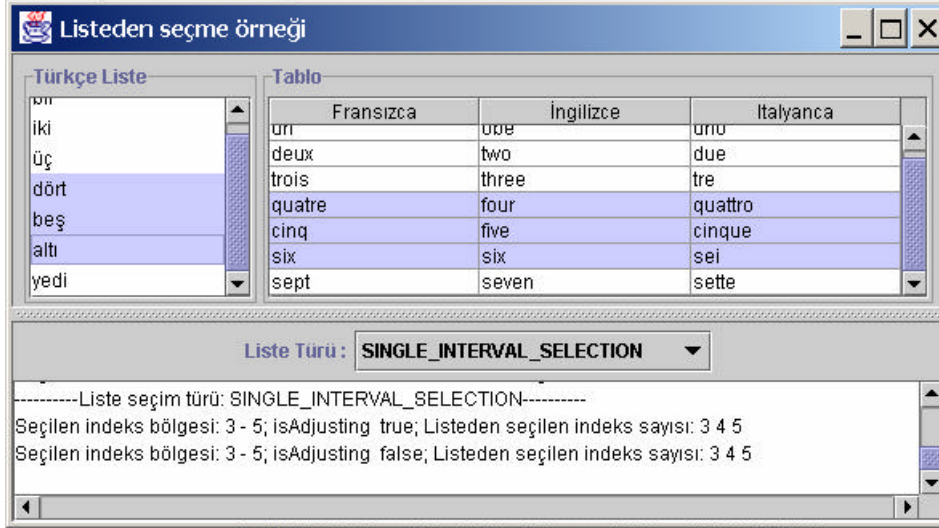 Listeden seçme örneği
Türkçe Liste
iki
üç
dört
beş
altı
yedi
Tablo
Fransızca İngilizce Italyanca
deux two due
trois three tre
quatre four quattro
cinq five cinque
six six sei
sept seven sette
Liste Türü : SINGLE_INTERVAL_SELECTION
----------Liste seçim türü: SINGLE_INTERVAL_SELECTION----------
Seçilen indeks bölgesi: 3 - 5; isAdjusting true; Listeden seçilen indeks sayısı: 3 4 5
Seçilen indeks bölgesi: 3 - 5; isAdjusting false; Listeden seçilen indeks sayısı: 3 4 5